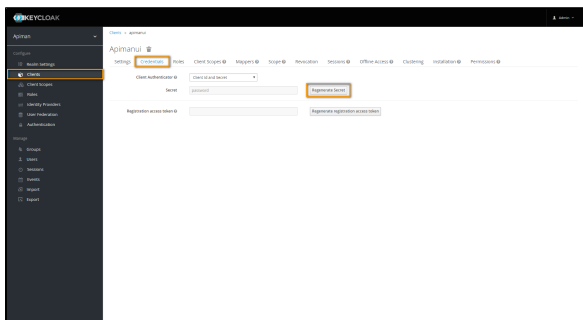 KEYCLOAK
Admin
Apiman
Clients > apimanui
Apimanui
Configure
Realm Settings
Clients
Client Scopes
Roles
Identity Providers
User Federation
Authentication
Manage
Groups
Users
Sessions
Events
Import
Export
Settings Credentials Roles Client Scopes Mappers Scope Revocation Sessions Offline Access Clustering Installation Permissions
Client Authenticator Client Id and Secret
Secret password Regenerate Secret
Registration access token Regenerate registration access token